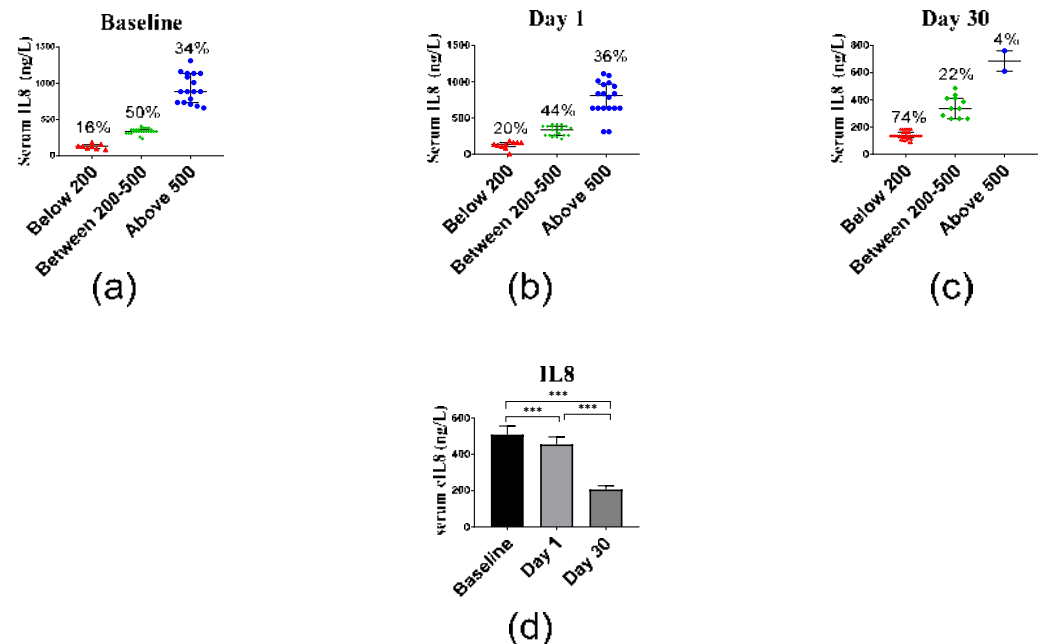 Baseline
Serum IL8 (ng/L)
1500
1000
500
0
16%
50%
34%
Below 200
Between 200-500
Above 500
(a)
Day 1
Serum IL8 (ng/L)
1500
1000
500
0
20%
44%
36%
Below 200
Between 200-500
Above 500
(b)
Day 30
Serum IL8 (ng/L)
800
600
400
200
0
74%
22%
4%
Below 200
Between 200-500
Above 500
(c)
IL8
serum cIL8 (ng/L)
600
400
200
0
***
***
***
Baseline
Day 1
Day 30
(d)